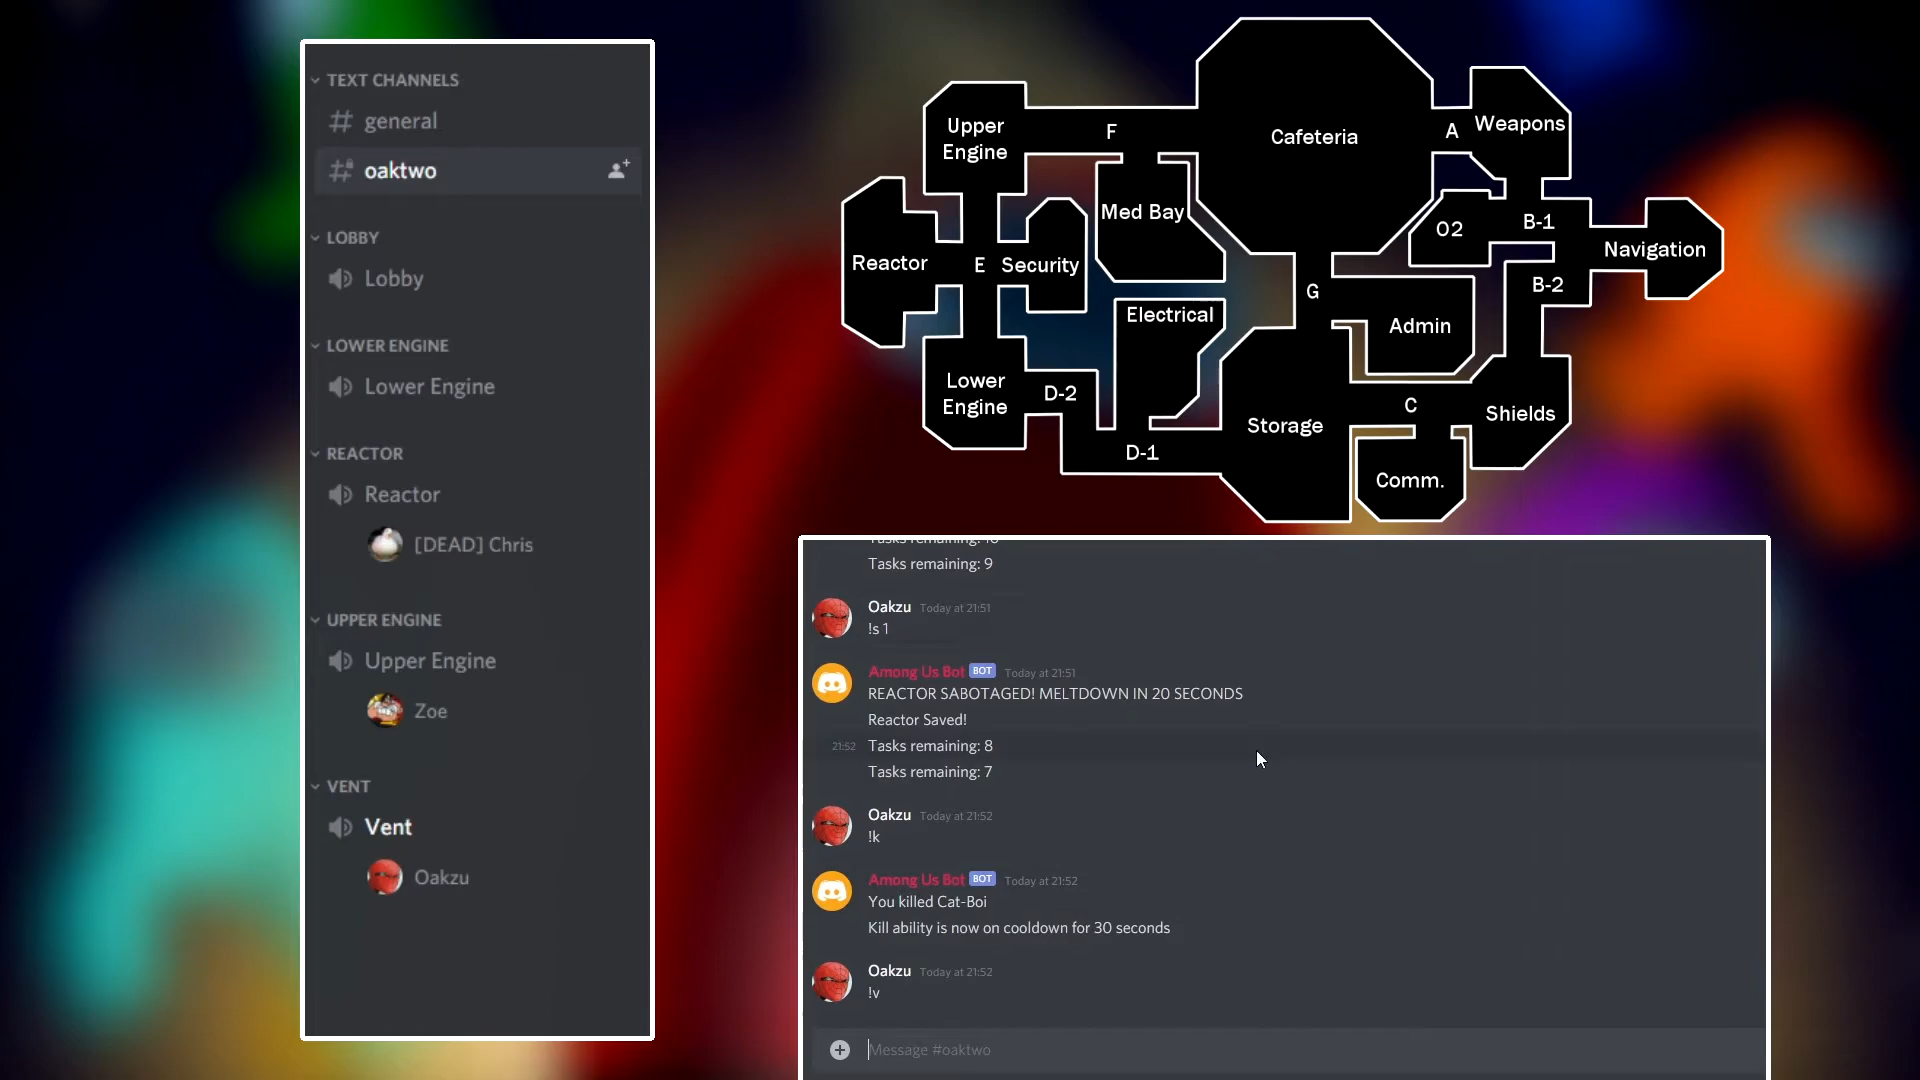 TEXT CHANNELS
general
oaktwo
LOBBY
Lobby
LOWER ENGINE
Lower Engine
REACTOR
Reactor
[DEAD] Chris
UPPER ENGINE
Upper Engine
Zoe
VENT
Vent
Oakzu
Upper
Engine
F
Cafeteria
A
Weapons
Reactor
E
Security
Med Bay
O2
B-1
Navigation
B-2
G
Electrical
Admin
Lower
Engine
D-2
D-1
Storage
C
Shields
Comm.
Tasks remaining: 10
Tasks remaining: 9
Oakzu Today at 21:51
!s 1
Among Us Bot BOT Today at 21:51
REACTOR SABOTAGED! MELTDOWN IN 20 SECONDS
Reactor Saved!
21:52 Tasks remaining: 8
Tasks remaining: 7
Oakzu Today at 21:52
!k
Among Us Bot BOT Today at 21:52
You killed Cat-Boi
Kill ability is now on cooldown for 30 seconds
Oakzu Today at 21:52
!v
Message #oaktwo